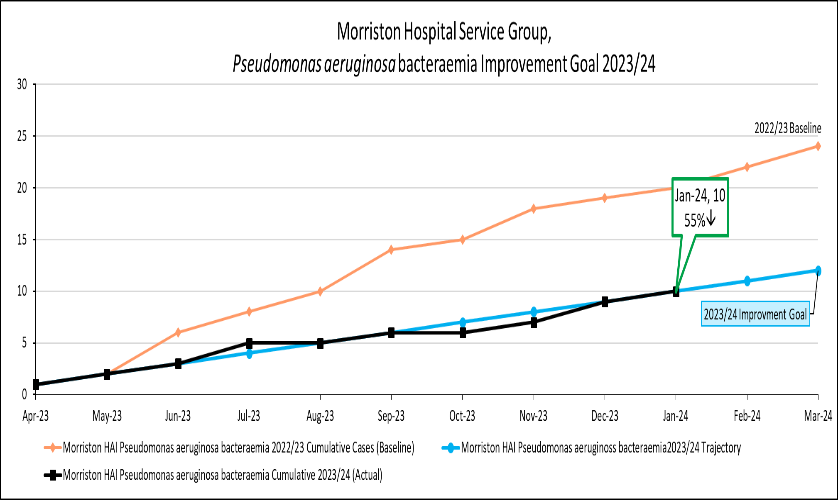 Morriston Hospital Service Group,
Pseudomonas aeruginosa bacteraemia Improvement Goal 2023/24
30
25
20
15
10
5
0
2022/23 Baseline
Jan-24, 10
55%↓
2023/24 Improvment Goal
Apr-23 May-23 Jun-23 Jul-23 Aug-23 Sep-23 Oct-23 Nov-23 Dec-23 Jan-24 Feb-24 Mar-24
Morriston HAI Pseudomonas aeruginosa bacteraemia 2022/23 Cumulative Cases (Baseline) Morriston HAI Pseudomonas aeruginoss bacteraemia2023/24 Trajectory
Morriston HAI Pseudomonas aeruginosa bacteraemia Cumulative 2023/24 (Actual)